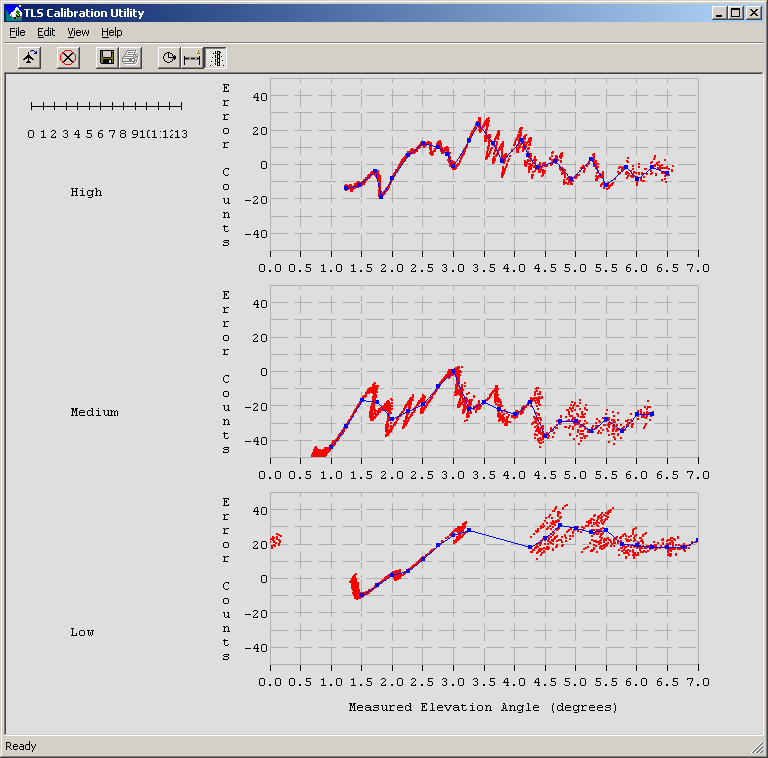 TLS Calibration Utility
File Edit View Help
0 1 2 3 4 5 6 7 8 9 10 11 12 13
High
Error Counts
40
20
0
-20
-40
0.0 0.5 1.0 1.5 2.0 2.5 3.0 3.5 4.0 4.5 5.0 5.5 6.0 6.5 7.0
Medium
Error Counts
40
20
0
-20
-40
0.0 0.5 1.0 1.5 2.0 2.5 3.0 3.5 4.0 4.5 5.0 5.5 6.0 6.5 7.0
Low
Error Counts
40
20
0
-20
-40
0.0 0.5 1.0 1.5 2.0 2.5 3.0 3.5 4.0 4.5 5.0 5.5 6.0 6.5 7.0
Measured Elevation Angle (degrees)
Ready